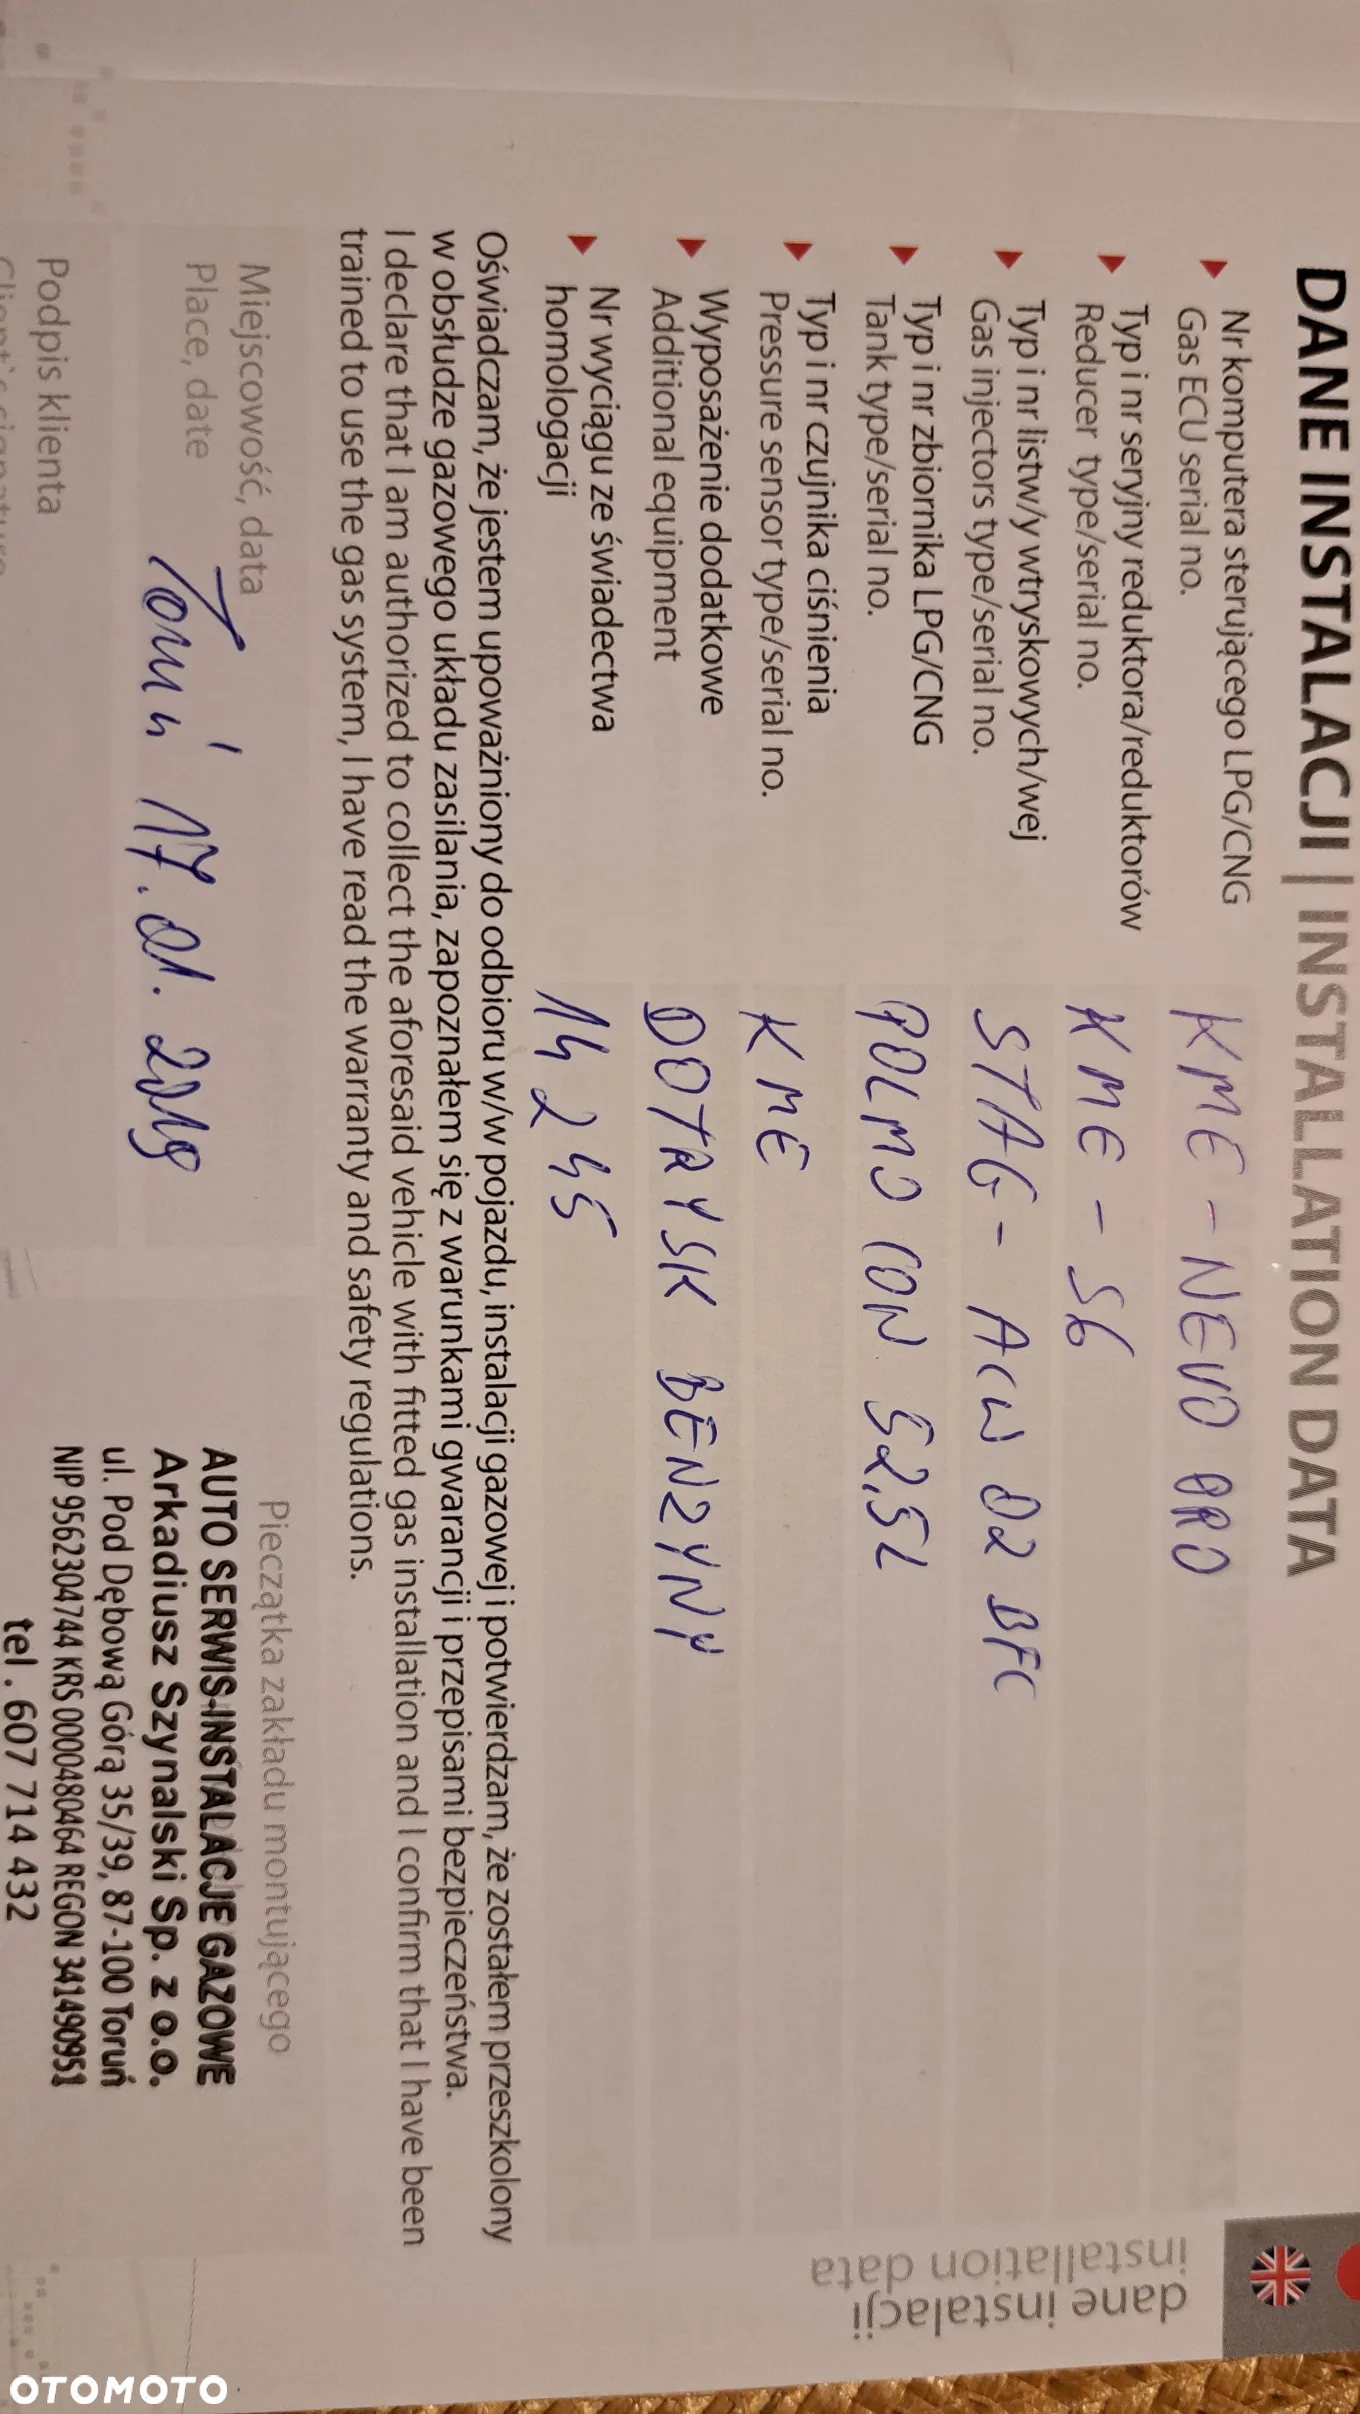 DANE INSTALACJI | INSTALLATION DATA
Nr komputera sterującego LPG/CNG
Gas ECU serial no.
KME - NEVO PRO
Typ i nr seryjny reduktora/reduktorów
Reducer type/serial no.
KME - S6
Typ i nr listw/y wtryskowych/wej
Gas injectors type/serial no.
STAG - ACW 02 BFC
Typ i nr zbiornika LPG/CNG
Tank type/serial no.
POLMOCON 52,5L
Typ i nr czujnika ciśnienia
Pressure sensor type/serial no.
KME
Wyposażenie dodatkowe
Additional equipment
DOTRYSK BENZYNY
Nr wyciągu ze świadectwa
homologacji
14245
Oświadczam, że jestem upoważniony do odbioru w/w pojazdu, instalacji gazowej i potwierdzam, że zostałem przeszkolony
w obsłudze gazowego układu zasilania, zapoznałem się z warunkami gwarancji i przepisami bezpieczeństwa.
I declare that I am authorized to collect the aforesaid vehicle with fitted gas installation and I confirm that I have been
trained to use the gas system, I have read the warranty and safety regulations.
Miejscowość, data
Place, date
Toruń 17.01.2019
Podpis klienta
Client's signature
Pieczątka zakładu montującego
AUTO SERWIS-INSTALACJE GAZOWE
Arkadiusz Szynalski Sp. z o.o.
ul. Pod Dębową Górą 35/39, 87-100 Toruń
NIP 9562304744 KRS 0000480464 REGON 341490951
tel. 607 714 432
dane instalacji
installation data
OTOMOTO